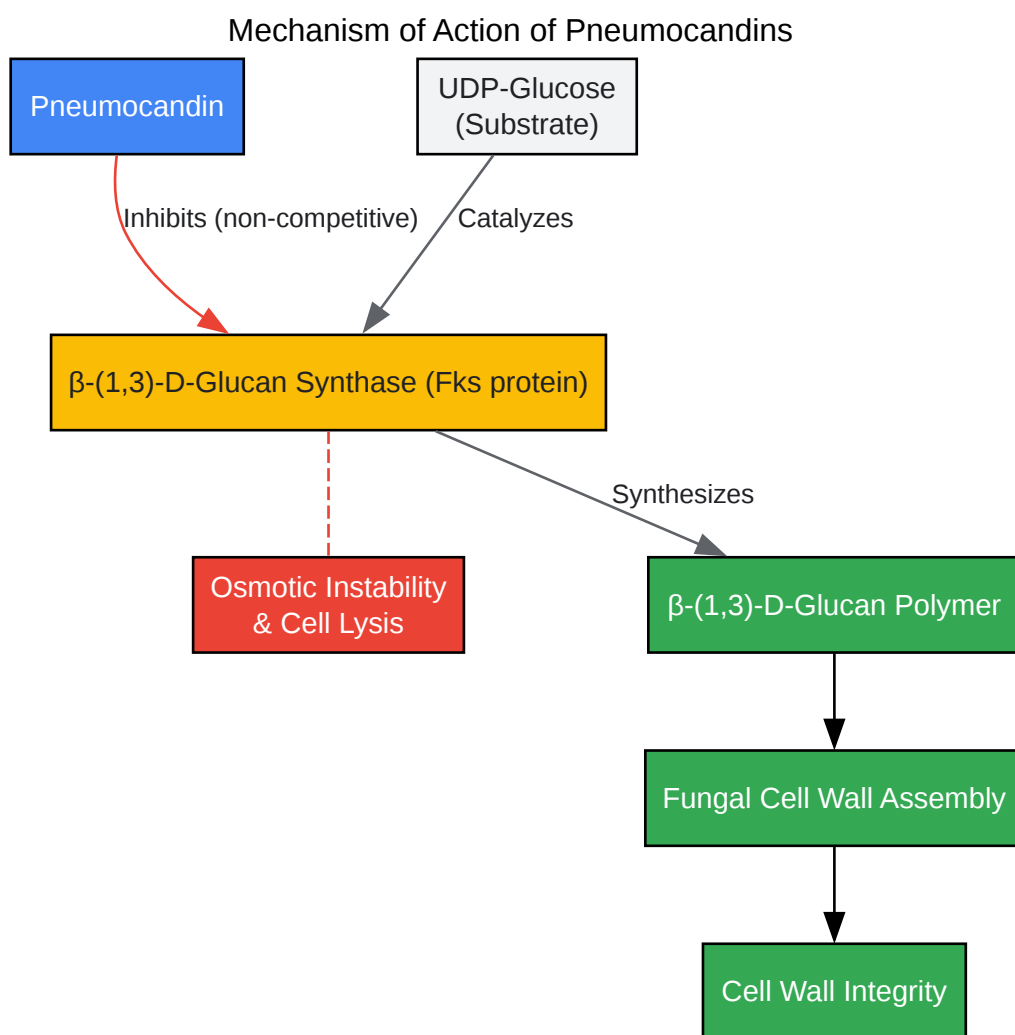 Mechanism of Action of Pneumocandins
Pneumocandin
UDP-Glucose
(Substrate)
Inhibits (non-competitive)
Catalyzes
β-(1,3)-D-Glucan Synthase (Fks protein)
Synthesizes
Osmotic Instability
& Cell Lysis
β-(1,3)-D-Glucan Polymer
Fungal Cell Wall Assembly
Cell Wall Integrity